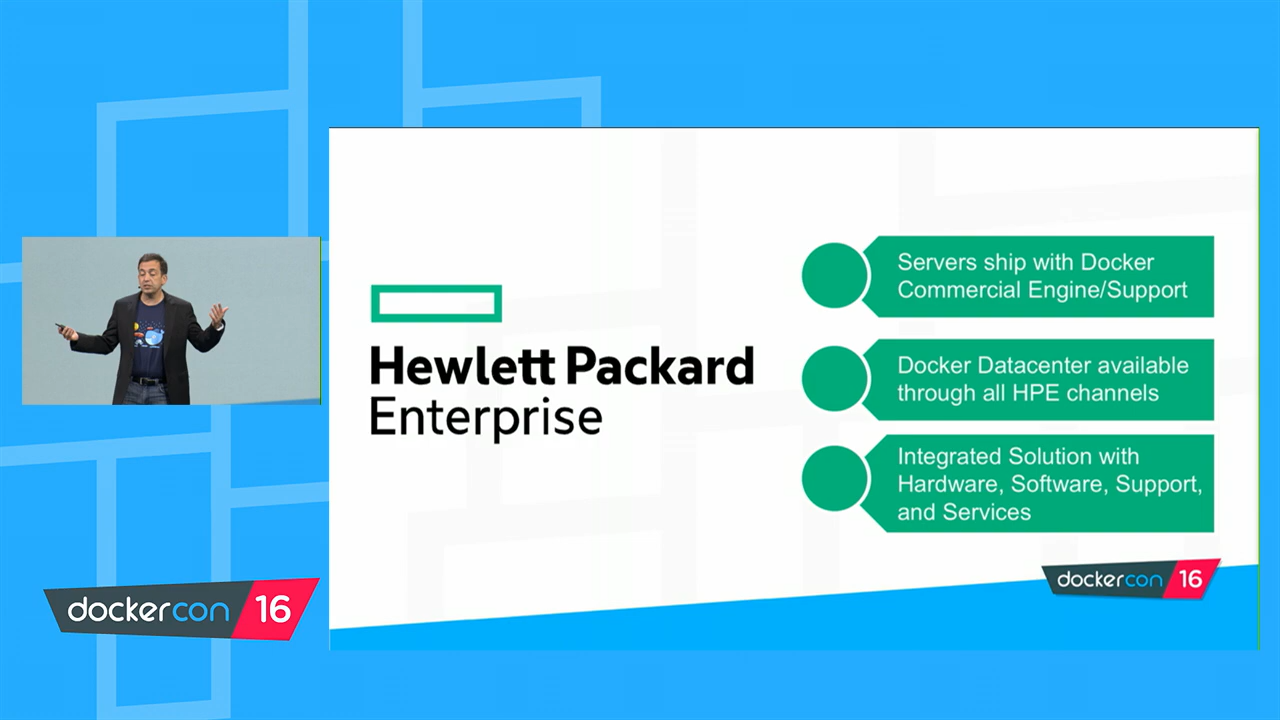 Hewlett Packard
Enterprise
Servers ship with Docker
Commercial Engine/Support
Docker Datacenter available
through all HPE channels
Integrated Solution with
Hardware, Software, Support,
and Services
dockercon 16
dockercon 16